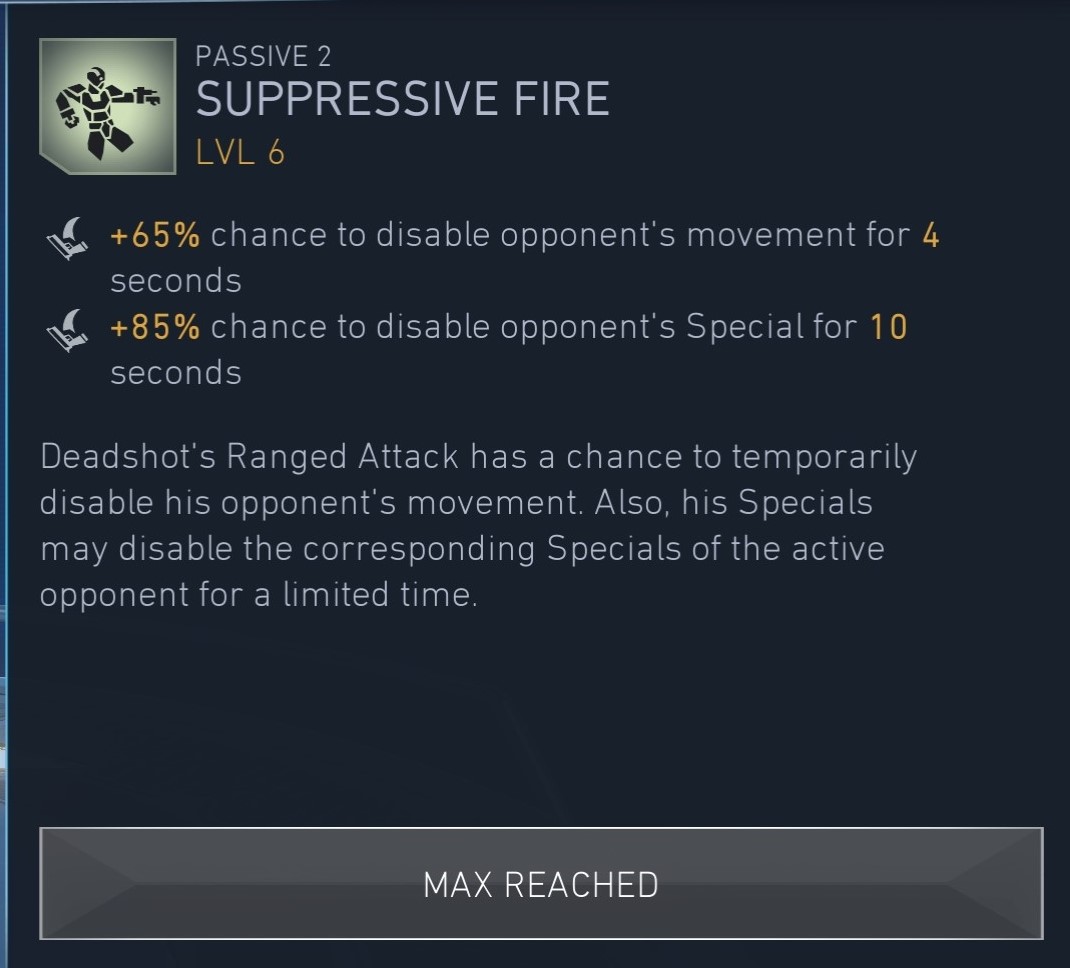 PASSIVE 2
SUPPRESSIVE FIRE
LVL 6
+65% chance to disable opponent's movement for 4
seconds
+85% chance to disable opponent's Special for 10
seconds
Deadshot's Ranged Attack has a chance to temporarily
disable his opponent's movement. Also, his Specials
may disable the corresponding Specials of the active
opponent for a limited time.
MAX REACHED